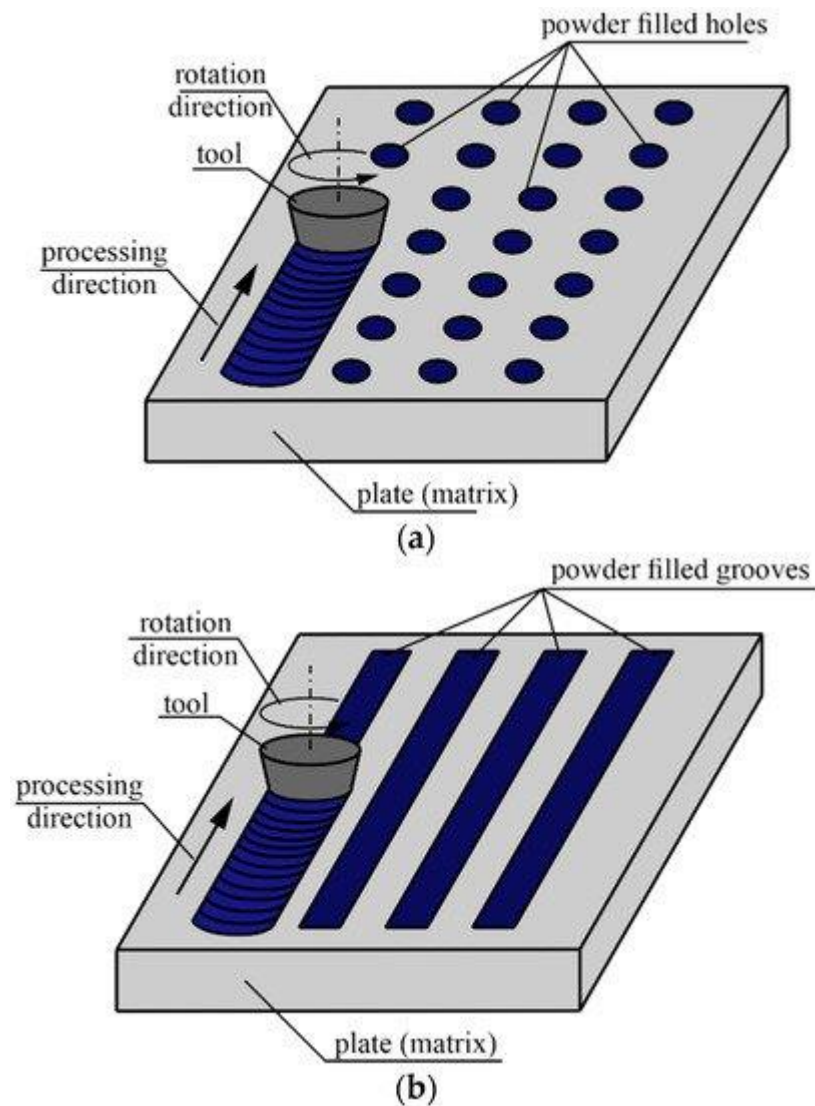 powder filled holes
rotation
direction
tool
processing
direction
plate (matrix)
(a)
powder filled grooves
rotation
direction
tool
processing
direction
plate (matrix)
(b)